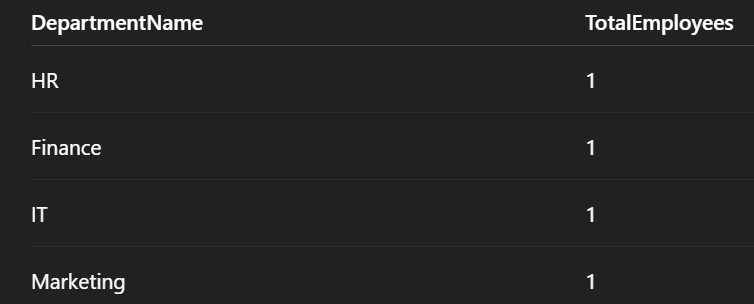 DepartmentName TotalEmployees
HR 1
Finance 1
IT 1
Marketing 1